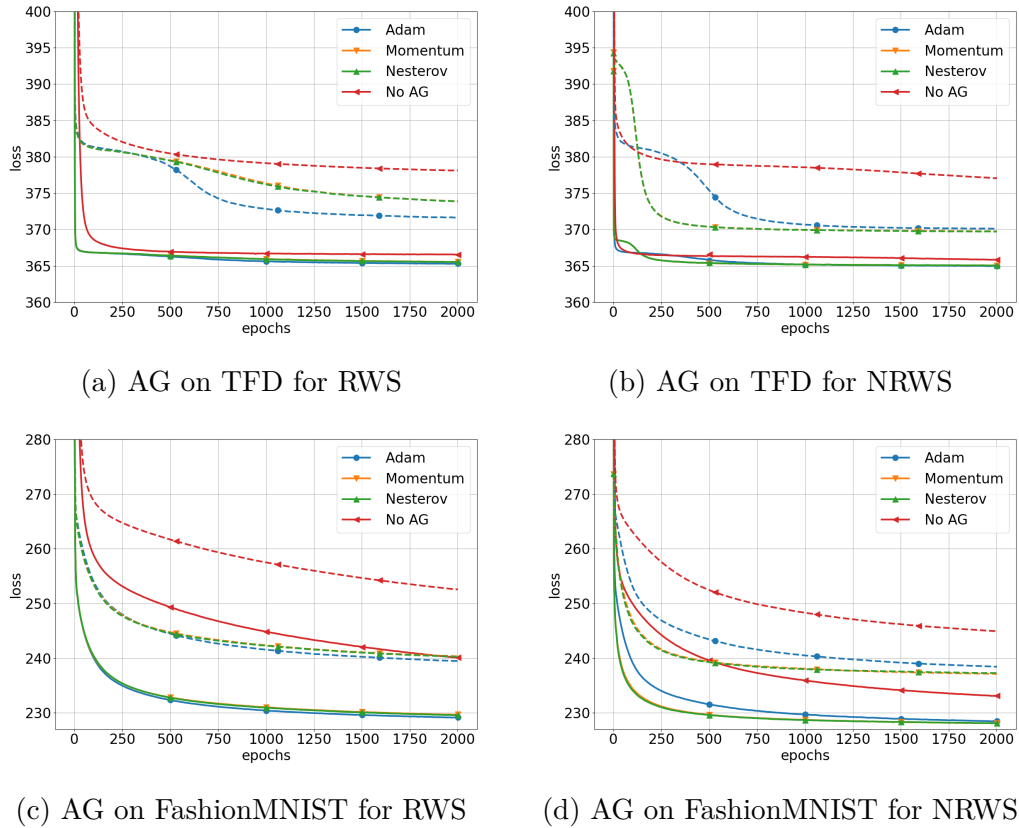 400
395
390
385
380
375
370
365
360
loss
0 250 500 750 1000 1250 1500 1750 2000
epochs
Adam
Momentum
Nesterov
No AG
(a) AG on TFD for RWS
400
395
390
385
380
375
370
365
360
loss
0 250 500 750 1000 1250 1500 1750 2000
epochs
Adam
Momentum
Nesterov
No AG
(b) AG on TFD for NRWS
280
270
260
250
240
230
loss
0 250 500 750 1000 1250 1500 1750 2000
epochs
Adam
Momentum
Nesterov
No AG
(c) AG on FashionMNIST for RWS
280
270
260
250
240
230
loss
0 250 500 750 1000 1250 1500 1750 2000
epochs
Adam
Momentum
Nesterov
No AG
(d) AG on FashionMNIST for NRWS